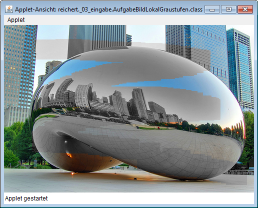 Applet-Ansicht: reichert_03_eingabe.AufgabeBildLokalGraustufen.class
Applet
Applet gestartet